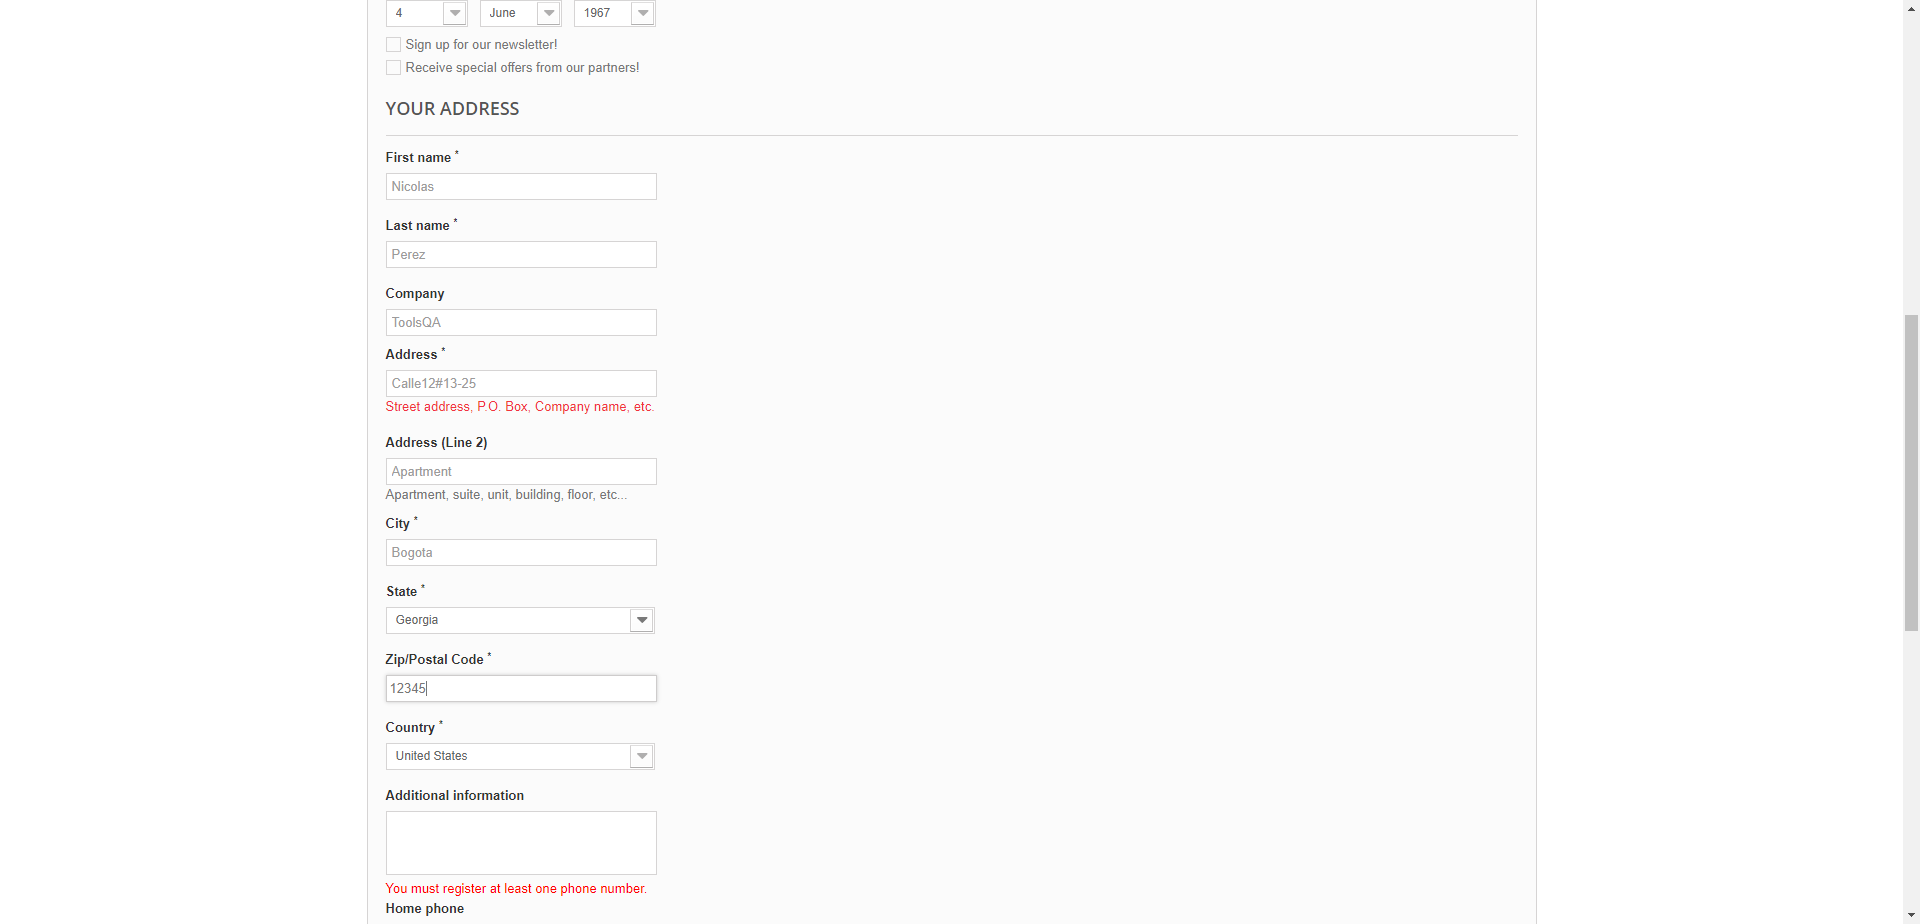 4 June 1967
Sign up for our newsletter!
Receive special offers from our partners!
YOUR ADDRESS
First name *
Nicolas
Last name *
Perez
Company
ToolsQA
Address *
Calle12#13-25
Street address, P.O. Box, Company name, etc.
Address (Line 2)
Apartment
Apartment, suite, unit, building, floor, etc...
City *
Bogota
State *
Georgia
Zip/Postal Code *
12345
Country *
United States
Additional information
You must register at least one phone number.
Home phone